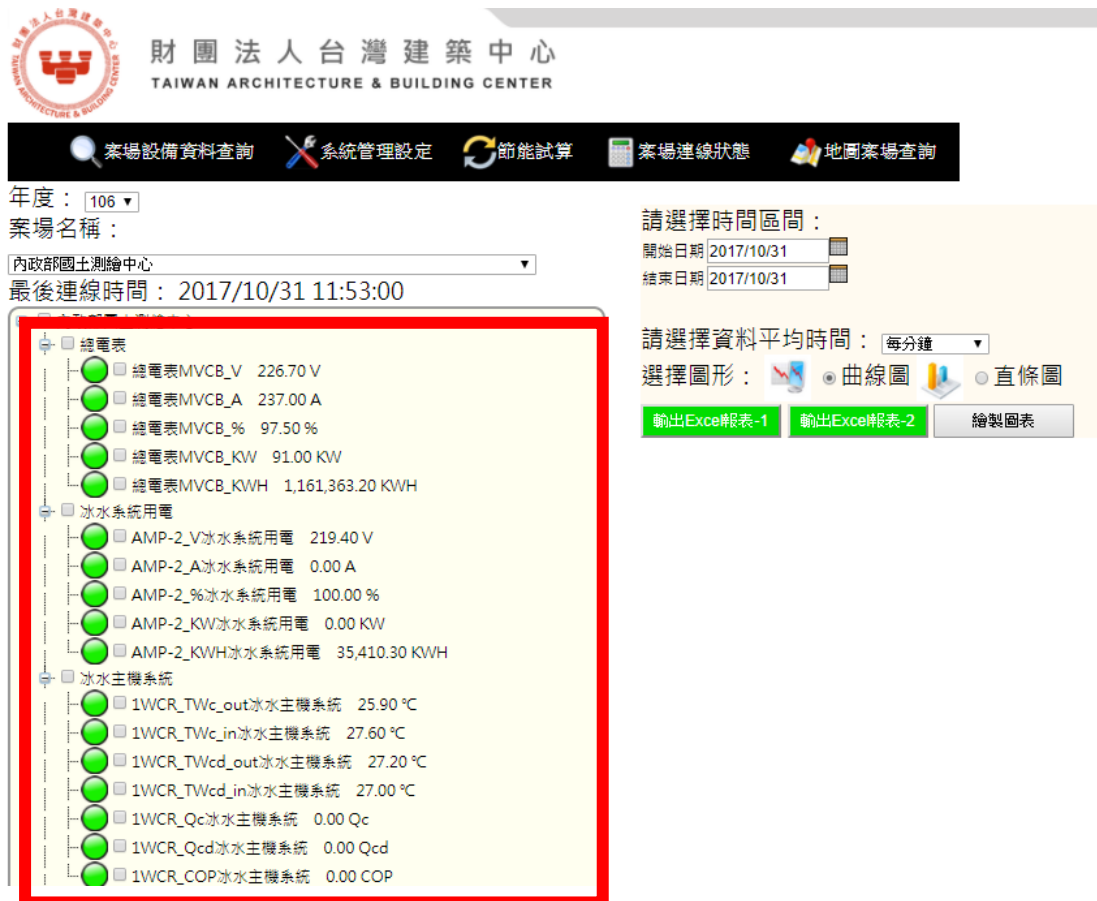 財團法人台灣建築中心
TAIWAN ARCHITECTURE & BUILDING CENTER
案場設備資料查詢 系統管理設定 節能試算 案場連線狀態 地圖案場查詢
年度： 106
案場名稱：
內政部國土測繪中心
最後連線時間： 2017/10/31 11:53:00
總電表
總電表MVCB_V 226.70 V
總電表MVCB_A 237.00 A
總電表MVCB_% 97.50 %
總電表MVCB_KW 91.00 KW
總電表MVCB_KWH 1,161,363.20 KWH
冰水系統用電
AMP-2_V冰水系統用電 219.40 V
AMP-2_A冰水系統用電 0.00 A
AMP-2_%冰水系統用電 100.00 %
AMP-2_KW冰水系統用電 0.00 KW
AMP-2_KWH冰水系統用電 35,410.30 KWH
冰水主機系統
1WCR_TWc_out冰水主機系統 25.90 ℃
1WCR_TWc_in冰水主機系統 27.60 ℃
1WCR_TWcd_out冰水主機系統 27.20 ℃
1WCR_TWcd_in冰水主機系統 27.00 ℃
1WCR_Qc冰水主機系統 0.00 Qc
1WCR_Qcd冰水主機系統 0.00 Qcd
1WCR_COP冰水主機系統 0.00 COP
請選擇時間區間：
開始日期 2017/10/31
結束日期 2017/10/31
請選擇資料平均時間： 每分鐘
選擇圖形： 曲線圖 直條圖
輸出Excel報表-1 輸出Excel報表-2 繪製圖表